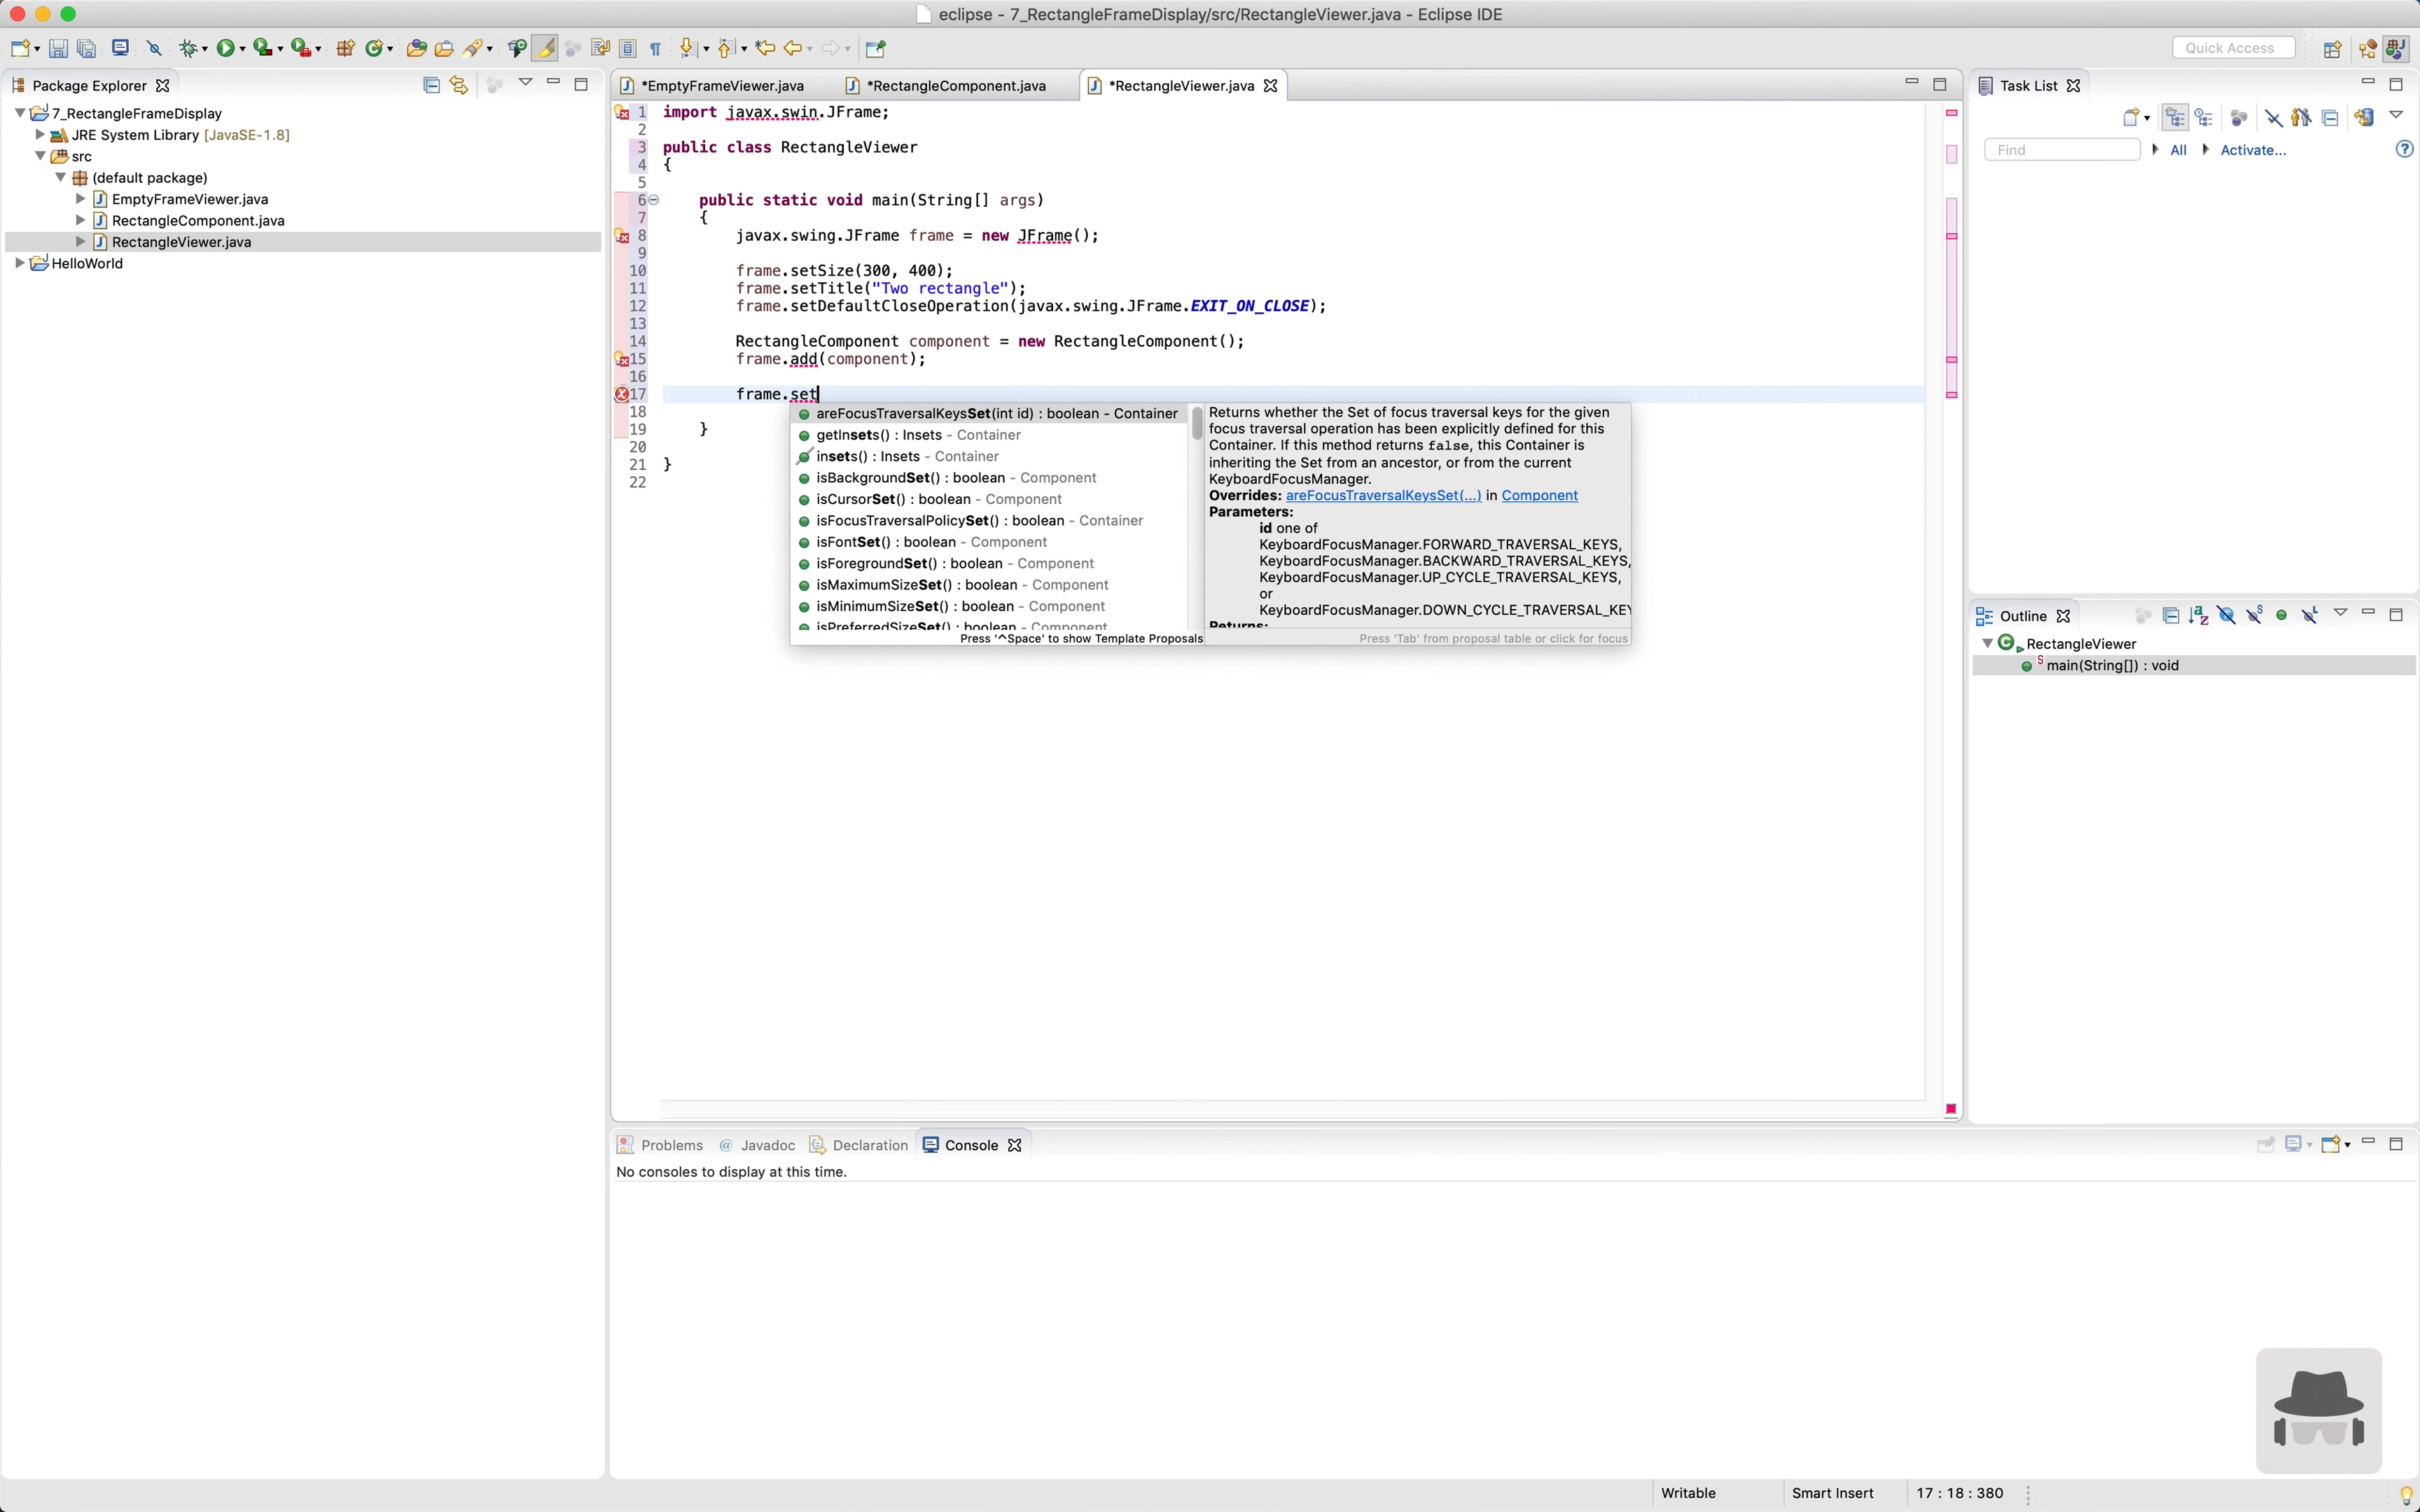 eclipse - 7_RectangleFrameDisplay/src/RectangleViewer.java - Eclipse IDE
Quick Access
Package Explorer
7_RectangleFrameDisplay
JRE System Library [JavaSE-1.8]
src
(default package)
EmptyFrameViewer.java
RectangleComponent.java
RectangleViewer.java
HelloWorld
*EmptyFrameViewer.java
*RectangleComponent.java
*RectangleViewer.java
1 import javax.swin.JFrame;
2
3 public class RectangleViewer
4 {
5
6 public static void main(String[] args)
7 {
8 javax.swing.JFrame frame = new JFrame();
9
10 frame.setSize(300, 400);
11 frame.setTitle("Two rectangle");
12 frame.setDefaultCloseOperation(javax.swing.JFrame.EXIT_ON_CLOSE);
13
14 RectangleComponent component = new RectangleComponent();
15 frame.add(component);
16
17 frame.set
18
19 }
20
21 }
22
areFocusTraversalKeysSet(int id) : boolean - Container
getInsets() : Insets - Container
insets() : Insets - Container
isBackgroundSet() : boolean - Component
isCursorSet() : boolean - Component
isFocusTraversalPolicySet() : boolean - Container
isFontSet() : boolean - Component
isForegroundSet() : boolean - Component
isMaximumSizeSet() : boolean - Component
isMinimumSizeSet() : boolean - Component
isPreferredSizeSet() : boolean - Component
Press '^Space' to show Template Proposals
Returns whether the Set of focus traversal keys for the given
focus traversal operation has been explicitly defined for this
Container. If this method returns false, this Container is
inheriting the Set from an ancestor, or from the current
KeyboardFocusManager.
Overrides: areFocusTraversalKeysSet(...) in Component
Parameters:
id one of
KeyboardFocusManager.FORWARD_TRAVERSAL_KEYS,
KeyboardFocusManager.BACKWARD_TRAVERSAL_KEYS,
KeyboardFocusManager.UP_CYCLE_TRAVERSAL_KEYS,
or
KeyboardFocusManager.DOWN_CYCLE_TRAVERSAL_KEY
Returns:
Press 'Tab' from proposal table or click for focus
Task List
Find
All
Activate...
Outline
RectangleViewer
main(String[]) : void
Problems
@ Javadoc
Declaration
Console
No consoles to display at this time.
Writable
Smart Insert
17 : 18 : 380